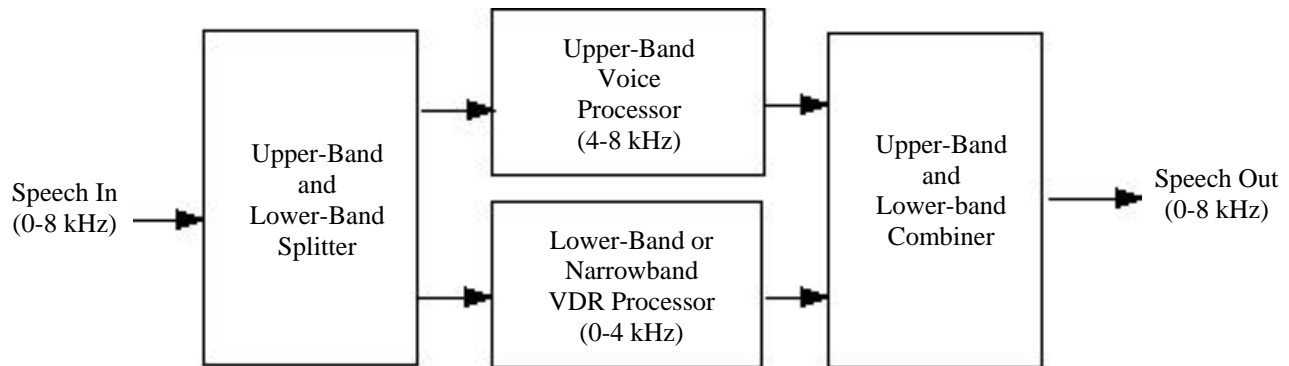 Speech In
(0-8 kHz)
Upper-Band
and
Lower-Band
Splitter
Upper-Band
Voice
Processor
(4-8 kHz)
Lower-Band or
Narrowband
VDR Processor
(0-4 kHz)
Upper-Band
and
Lower-band
Combiner
Speech Out
(0-8 kHz)